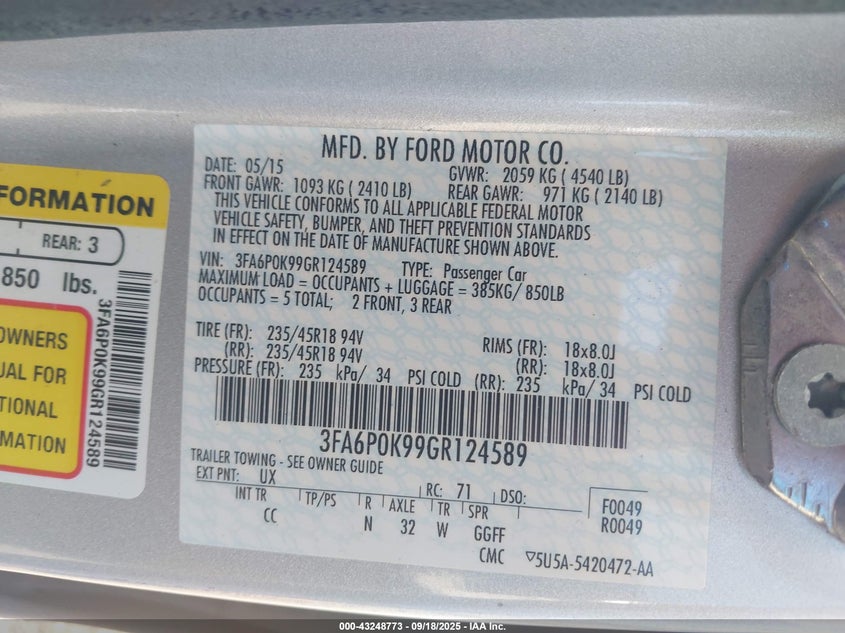 FORMATION
REAR: 3
850 lbs.
OWNERS
UAL FOR
TIONAL
RMATION
3FA6P0K99GR124589
MFD. BY FORD MOTOR CO.
DATE: 05/15 GVWR: 2059 KG ( 4540 LB)
FRONT GAWR: 1093 KG ( 2410 LB) REAR GAWR: 971 KG ( 2140 LB)
THIS VEHICLE CONFORMS TO ALL APPLICABLE FEDERAL MOTOR
VEHICLE SAFETY, BUMPER, AND THEFT PREVENTION STANDARDS
IN EFFECT ON THE DATE OF MANUFACTURE SHOWN ABOVE.
VIN: 3FA6P0K99GR124589 TYPE: Passenger Car
MAXIMUM LOAD = OCCUPANTS + LUGGAGE = 385KG/ 850LB
OCCUPANTS = 5 TOTAL; 2 FRONT, 3 REAR
TIRE (FR): 235/45R18 94V RIMS (FR): 18x8.0J
(RR): 235/45R18 94V (RR): 18x8.0J
PRESSURE (FR): 235 kPa/ 34 PSI COLD (RR): 235 kPa/ 34 PSI COLD
3FA6P0K99GR124589
TRAILER TOWING - SEE OWNER GUIDE
EXT PNT: UX RC: 71 DSO: F0049
INT TR TP/PS R AXLE TR SPR R0049
CC N 32 W GGFF
CMC ▽5U5A-5420472-AA
000-43248773 - 09/18/2025 - IAA Inc.